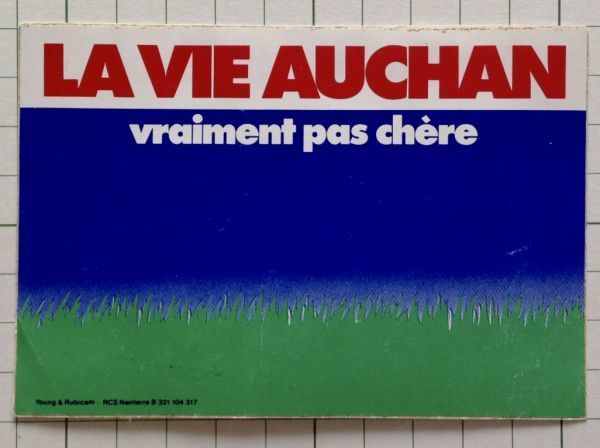 LA VIE AUCHAN
vraiment pas chère
Young & Rubicam - RCS Nanterre B 321 104 317